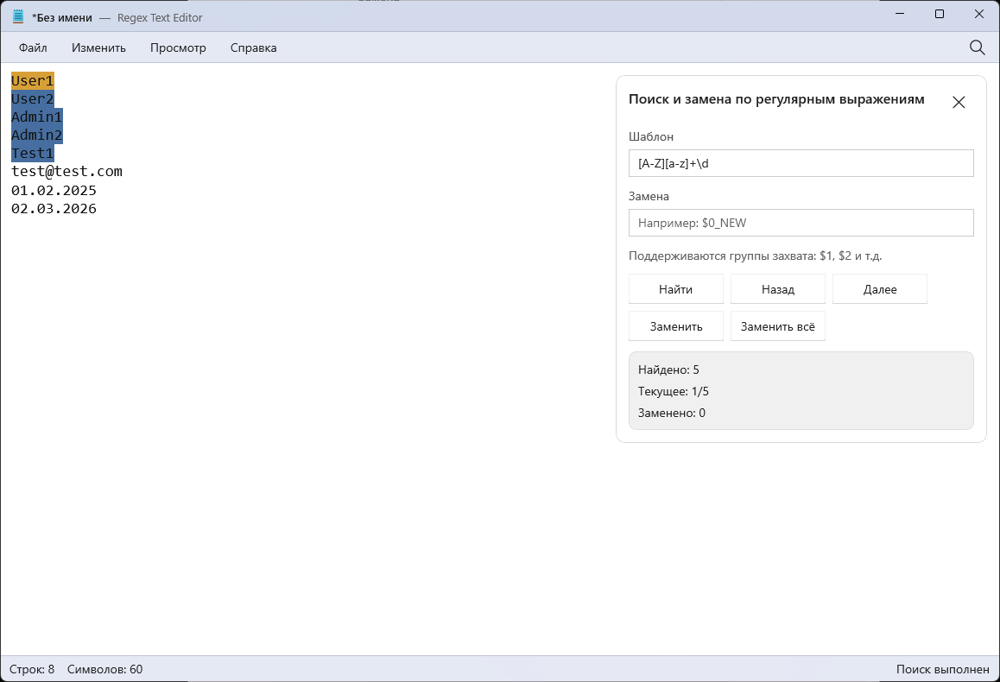 *Без имени — Regex Text Editor
Файл Изменить Просмотр Справка
User1
User2
Admin1
Admin2
Test1
test@test.com
01.02.2025
02.03.2026
Поиск и замена по регулярным выражениям
Шаблон
[A-Z][a-z]+\d
Замена
Например: $0_NEW
Поддерживаются группы захвата: $1, $2 и т.д.
Найти Назад Далее
Заменить Заменить всё
Найдено: 5
Текущее: 1/5
Заменено: 0
Строк: 8 Символов: 60 Поиск выполнен